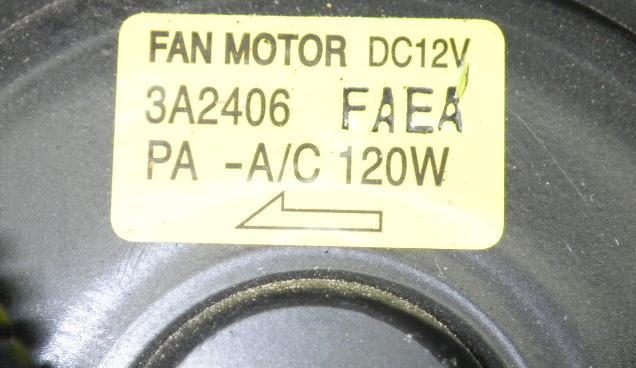 FAN MOTOR DC12V
3A2406 FAEA
PA -A/C 120W